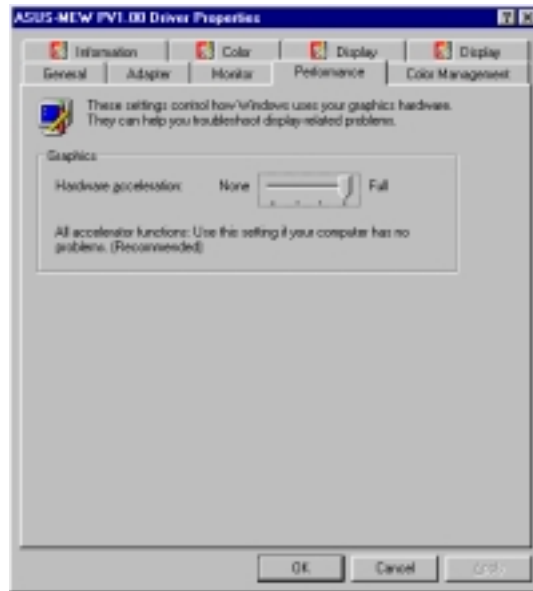 ASUS-MEW PV1.00 Driver Properties
Information Color Display Display
General Adapter Monitor Performance Color Management
These settings control how Windows uses your graphics hardware.
They can help you troubleshoot display-related problems.
Graphics
Hardware acceleration: None Full
All accelerator functions: Use this setting if your computer has no
problems. (Recommended)
OK Cancel Apply